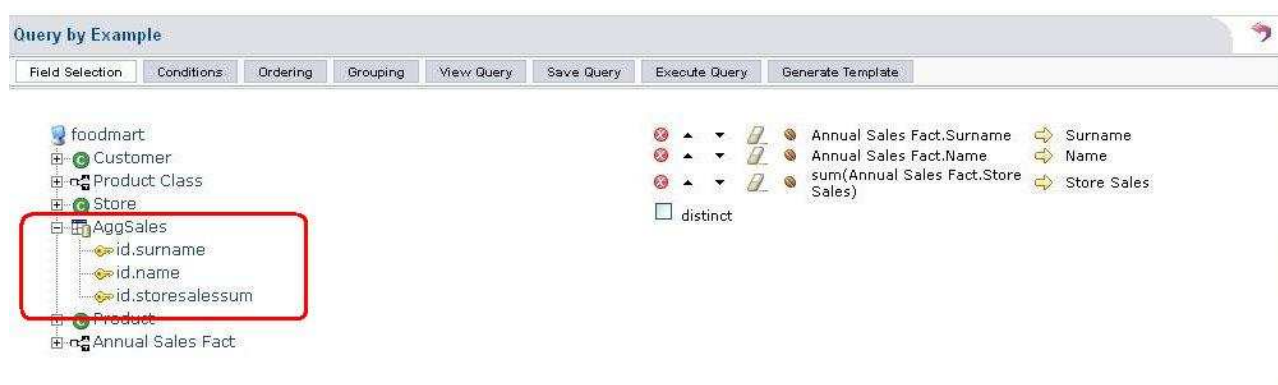 Query by Example
Field Selection Conditions Ordering Grouping View Query Save Query Execute Query Generate Template
foodmart
Customer
Product Class
Store
AggSales
id.surname
id.name
id.storesalessum
Product
Annual Sales Fact
Annual Sales Fact.Surname Surname
Annual Sales Fact.Name Name
sum(Annual Sales Fact.Store
Sales) Store Sales
distinct